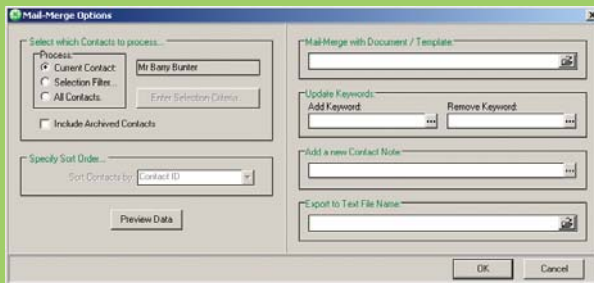 Mail-Merge Options
Select which Contacts to process...
Process:
Current Contact:
Mr Barry Bunter
Selection Filter...
All Contacts.
Enter Selection Criteria
Include Archived Contacts
Specify Sort Order...
Sort Contacts by: Contact ID
Preview Data
Mail-Merge with Document / Template:
Update Keywords:
Add Keyword:
Remove Keyword:
Add a new Contact Note:
Export to Text File Name:
OK
Cancel